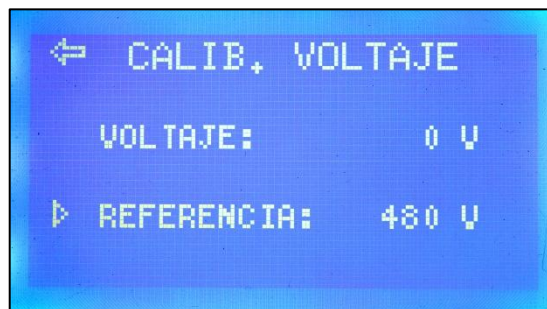 CALIB. VOLTAJE
VOLTAJE: 0 V
REFERENCIA: 480 V